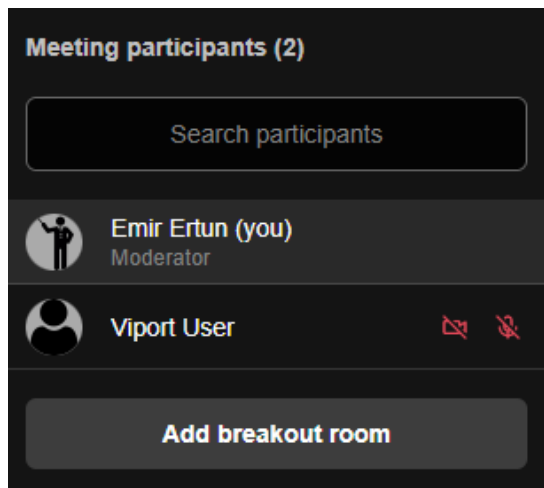 Meeting participants (2)
Search participants
Emir Ertun (you)
Moderator
Viport User
Add breakout room